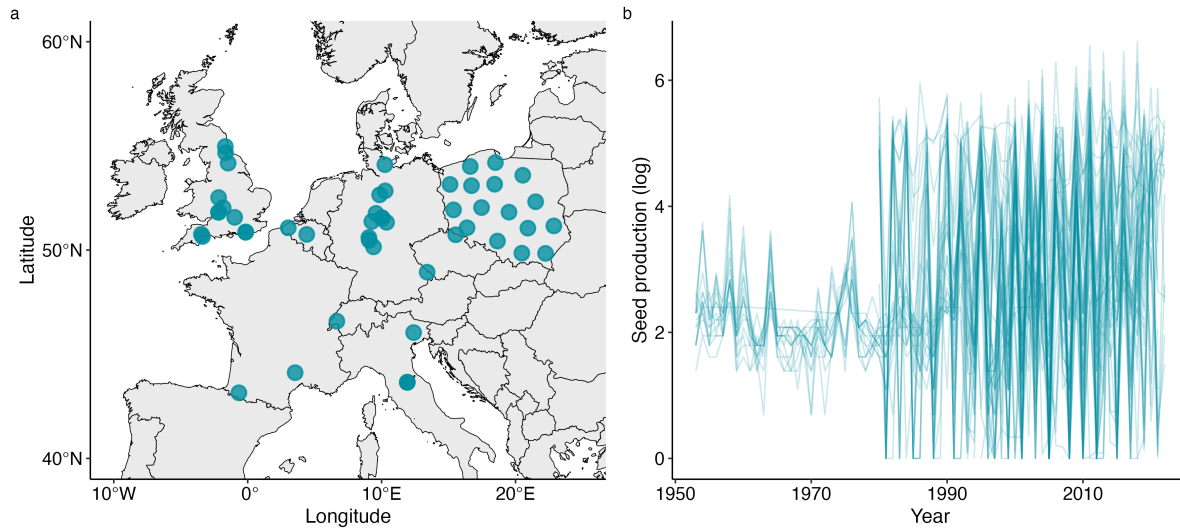 a
60°N
50°N
40°N
Latitude
10°W 0° 10°E 20°E
Longitude
b
6
4
2
0
Seed production (log)
1950 1970 1990 2010
Year